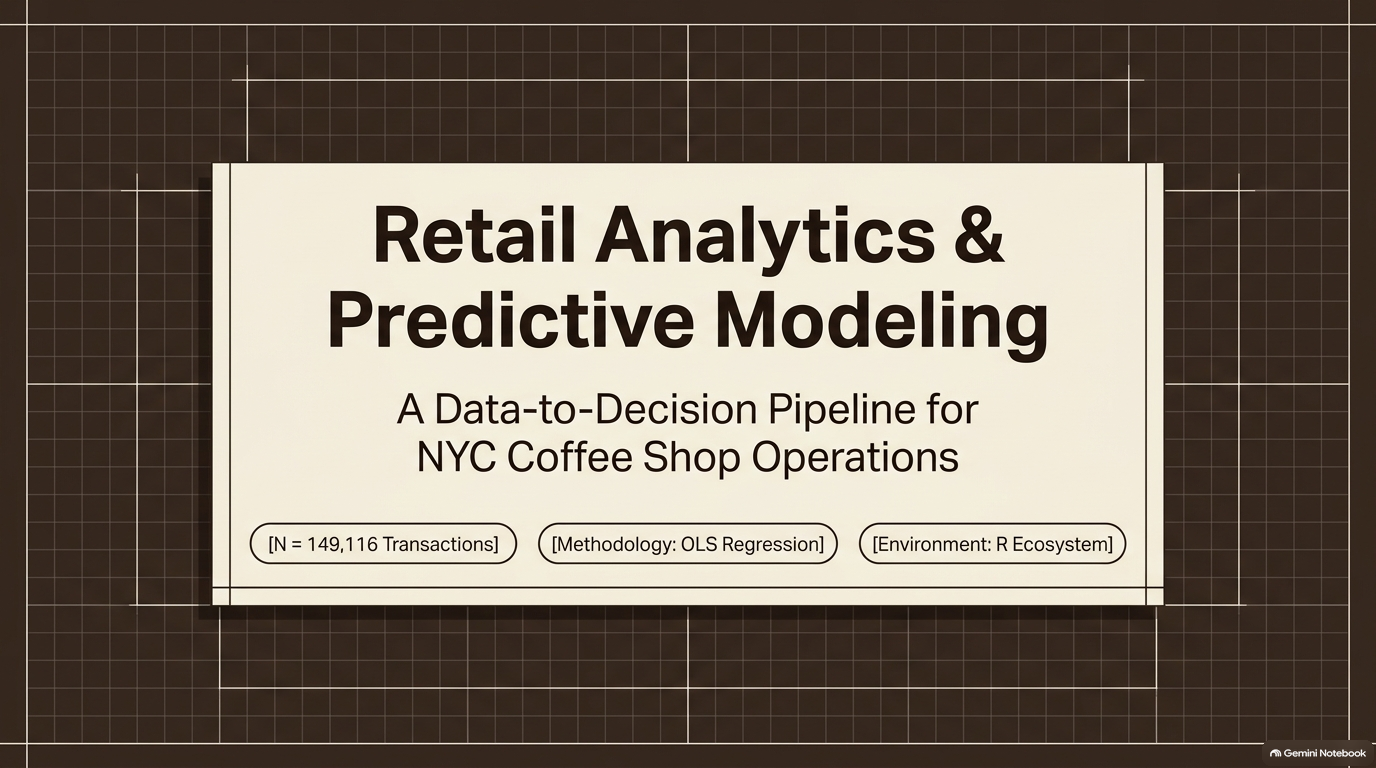 Retail Analytics &
Predictive Modeling
A Data-to-Decision Pipeline for
NYC Coffee Shop Operations
[N = 149,116 Transactions]
[Methodology: OLS Regression]
[Environment: R Ecosystem]
Gemini Notebook